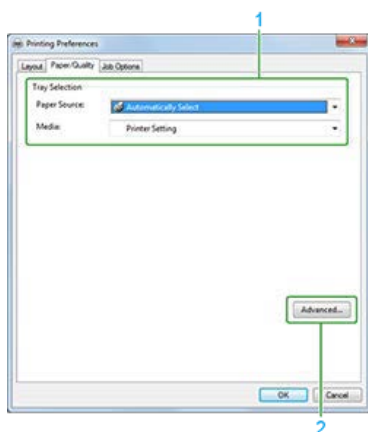 1
Printing Preferences
Layout Paper/Quality Job Options
Tray Selection
Paper Source: Automatically Select
Media: Printer Setting
Advanced...
OK Cancel
2